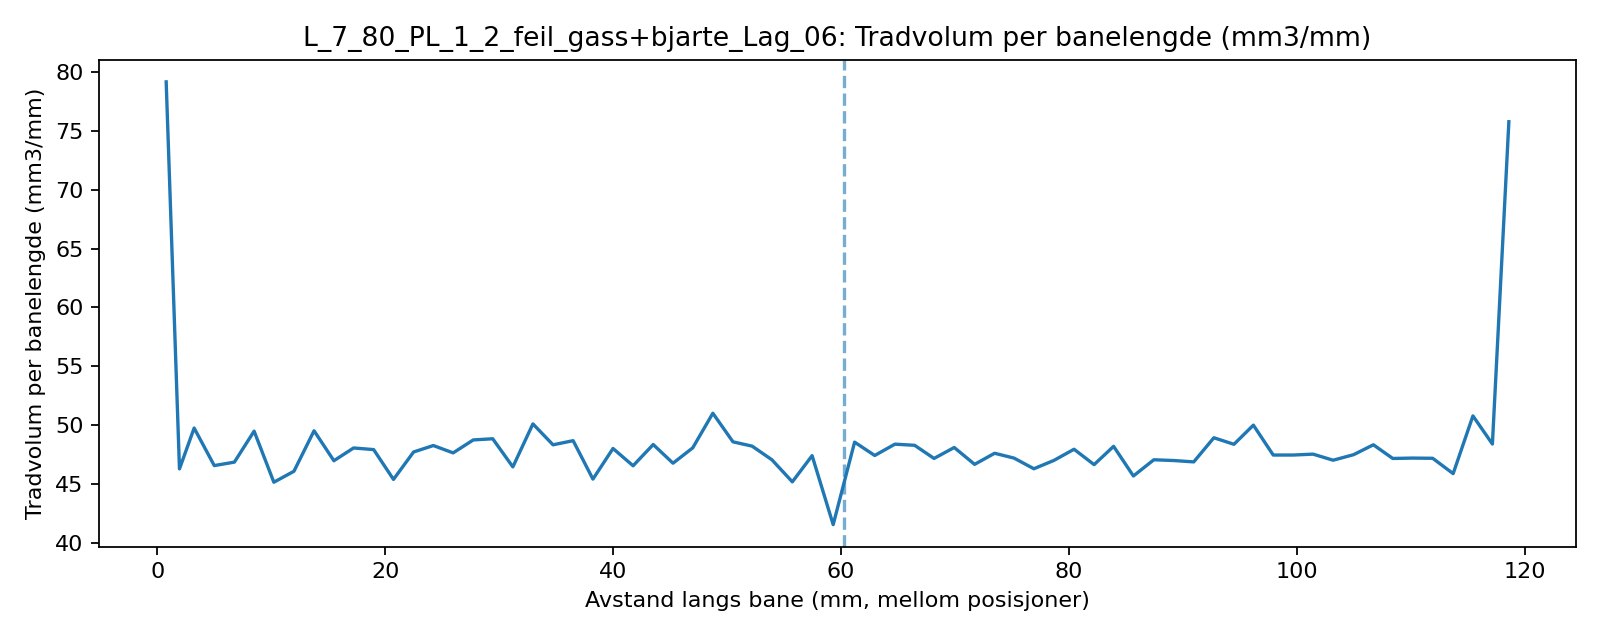 L_7_80_PL_1_2_feil_gass+bjarte_Lag_06: Tradvolum per banelengde (mm3/mm)
Tradvolum per banelengde (mm3/mm)
80
75
70
65
60
55
50
45
40
0 20 40 60 80 100 120
Avstand langs bane (mm, mellom posisjoner)